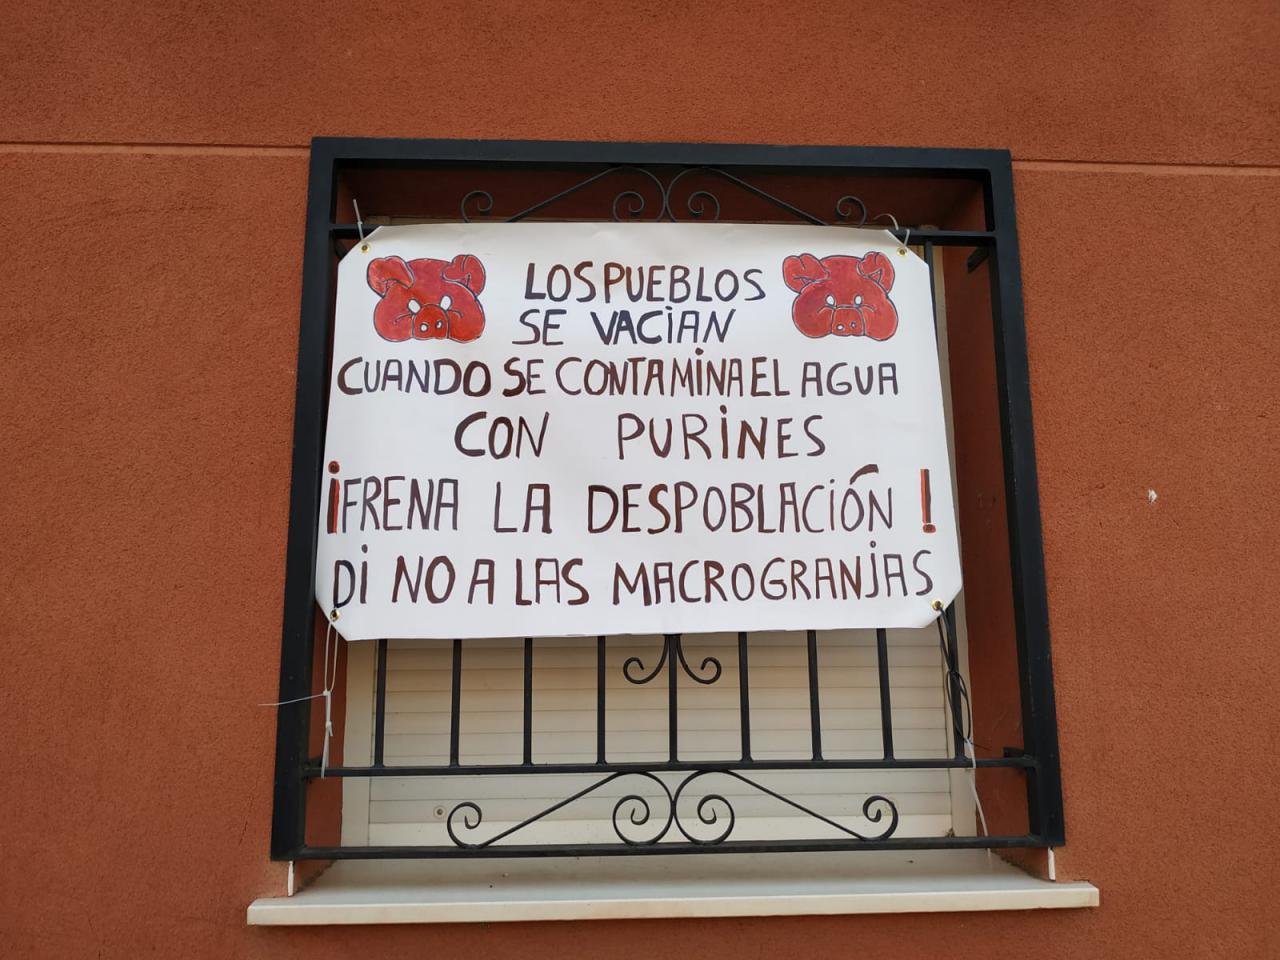 LOS PUEBLOS
SE VACiAN
CUANDO SE CONTAMiNA EL AGUA
CON PURiNES
¡FRENA LA DESPOBLACiÓN!
Di NO A LAS MACROGRANjAS